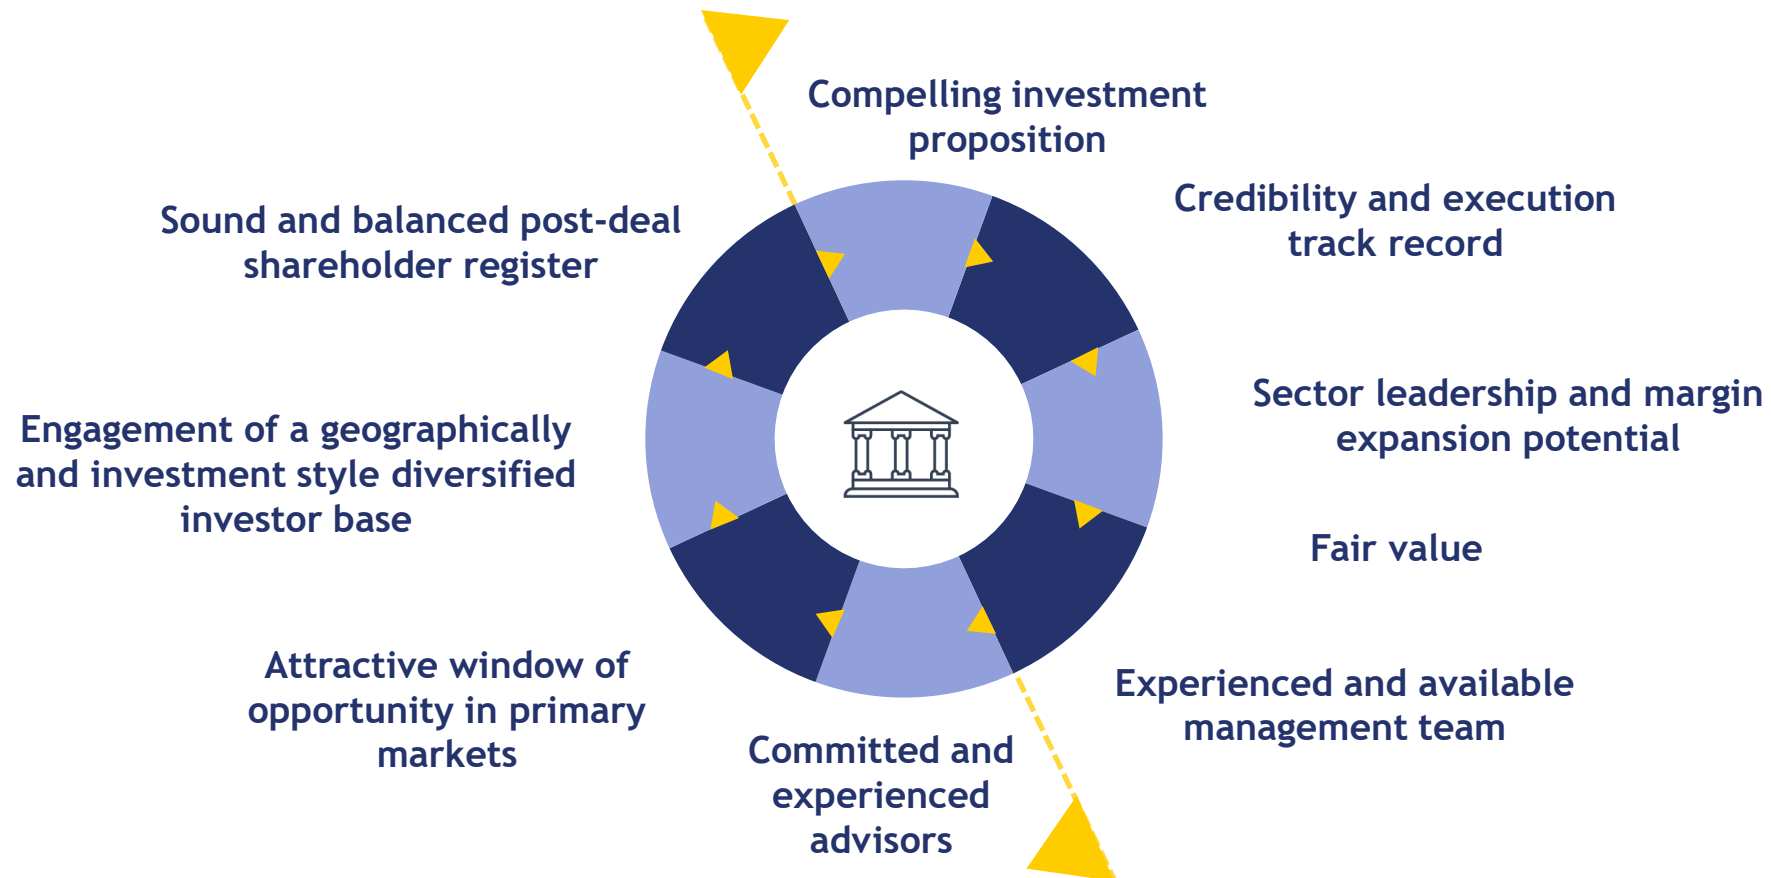 Compelling investment
proposition
Credibility and execution
track record
Sector leadership and margin
expansion potential
Fair value
Experienced and available
management team
Committed and
experienced
advisors
Attractive window of
opportunity in primary
markets
Engagement of a geographically
and investment style diversified
investor base
Sound and balanced post-deal
shareholder register